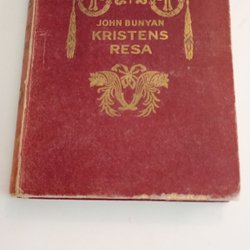 JOHN BUNYAN
KRISTENS
RESA